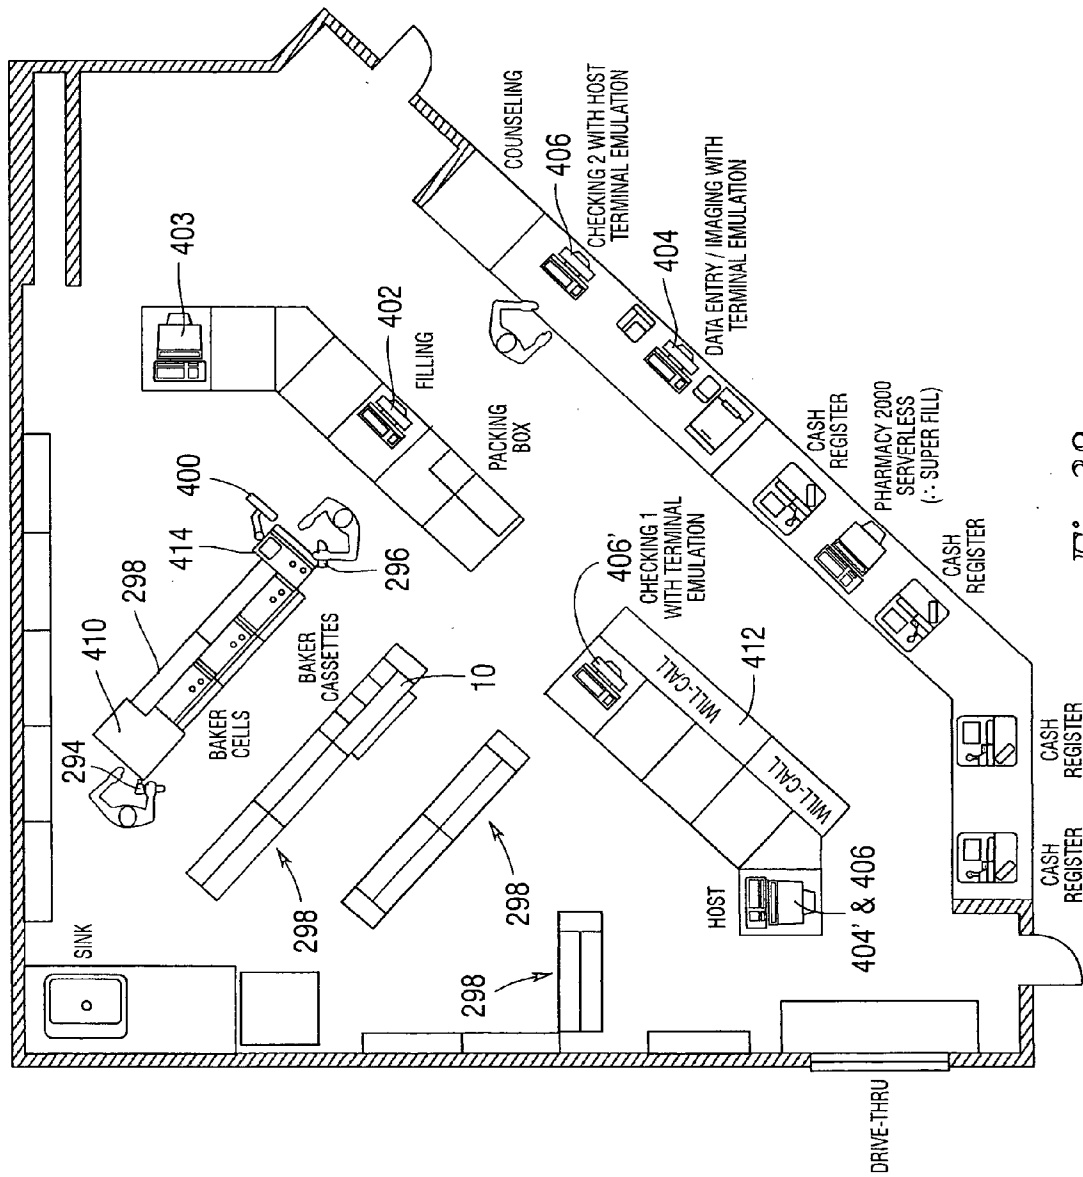 SINK
298
294
410
298
414
400
403
BAKER
CELLS
BAKER
CASSETTES
296
402
FILLING
298
10
PACKING
BOX
COUNSELING
298
406'
CHECKING 1
WITH TERMINAL
EMULATION
406
CHECKING 2 WITH HOST
TERMINAL EMULATION
404
DATA ENTRY / IMAGING WITH
TERMINAL EMULATION
HOST
WILL-CALL
WILL-CALL
412
404' & 406
CASH
REGISTER
PHARMACY 2000
SERVERLESS
(∴ SUPER FILL)
CASH
REGISTER
DRIVE-THRU
CASH
REGISTER
CASH
REGISTER